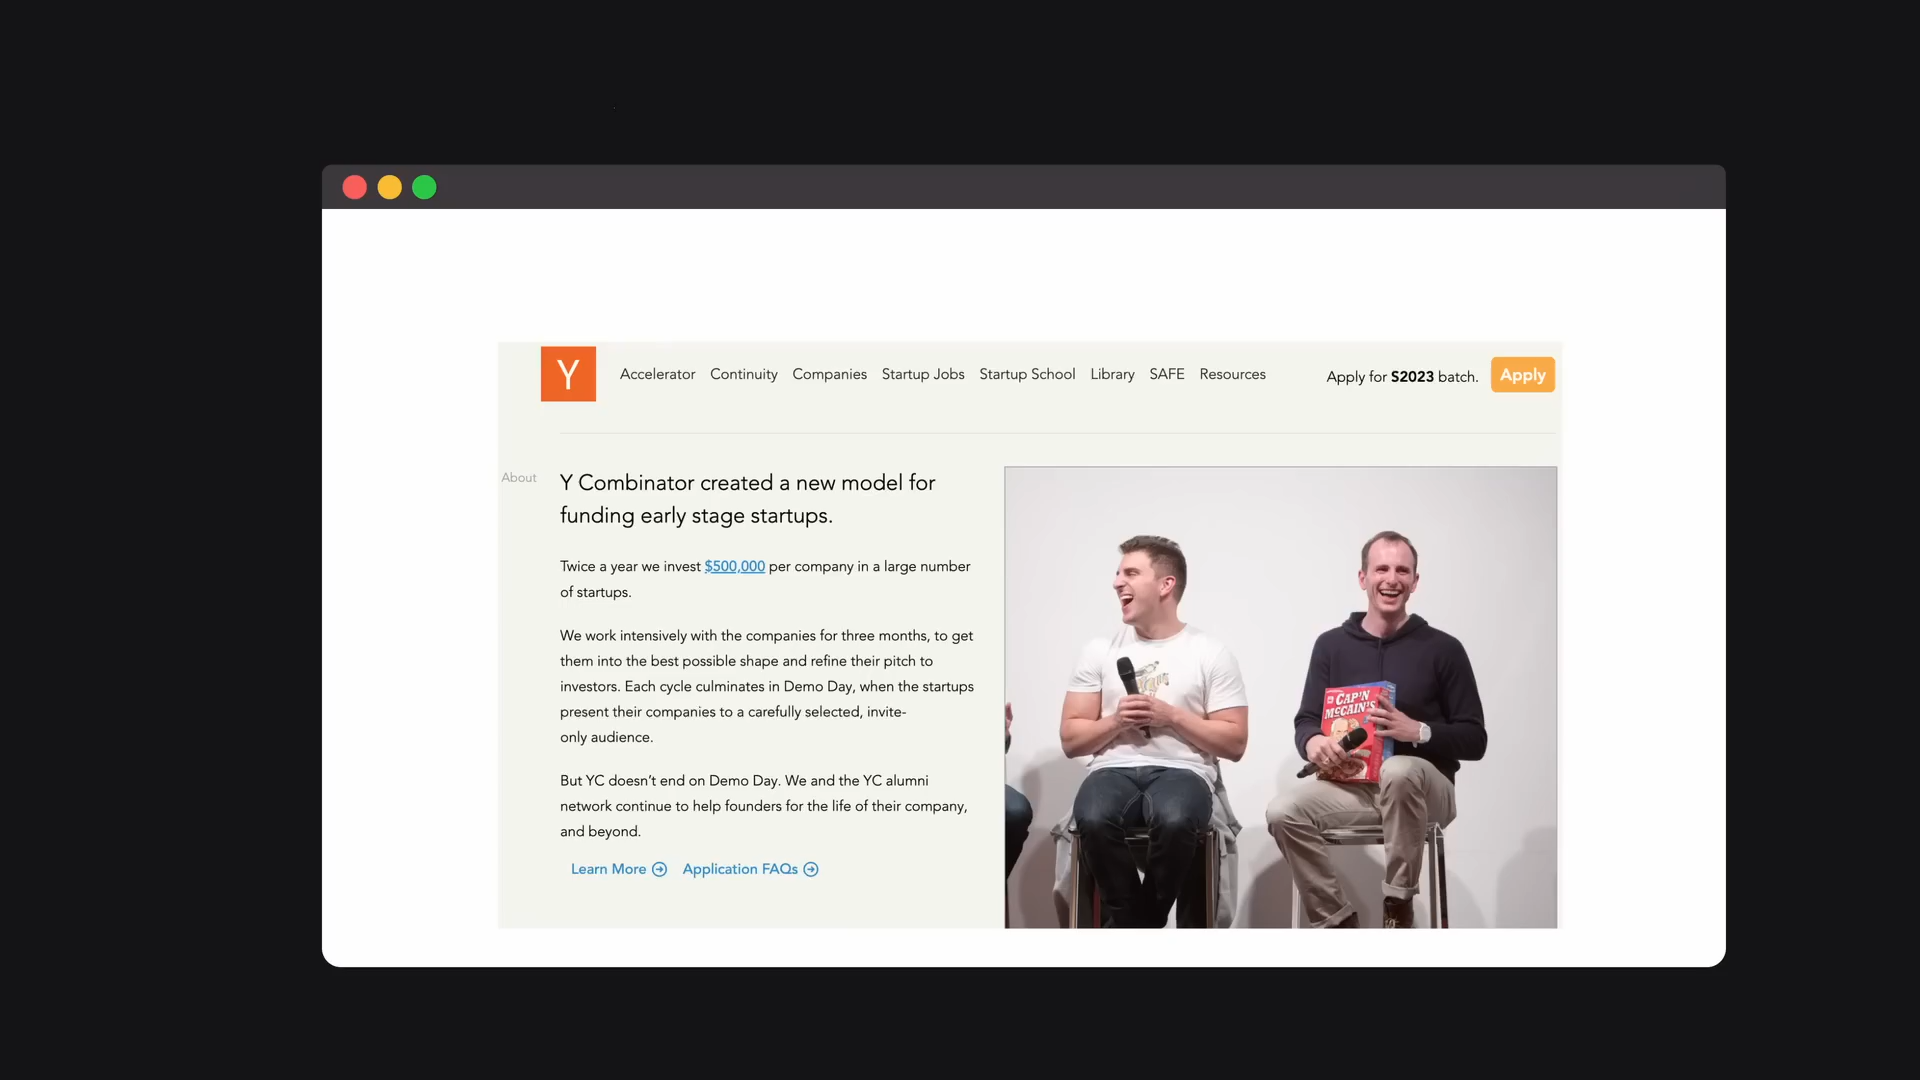 Y
Accelerator Continuity Companies Startup Jobs Startup School Library SAFE Resources
Apply for S2023 batch.
Apply
About
Y Combinator created a new model for
funding early stage startups.
Twice a year we invest $500,000 per company in a large number
of startups.
We work intensively with the companies for three months, to get
them into the best possible shape and refine their pitch to
investors. Each cycle culminates in Demo Day, when the startups
present their companies to a carefully selected, invite-
only audience.
But YC doesn’t end on Demo Day. We and the YC alumni
network continue to help founders for the life of their company,
and beyond.
Learn More
Application FAQs
CAP'N
McCAIN'S